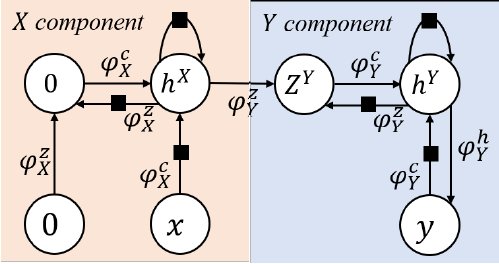 X component
Y component
0
φ_X^c
h^X
φ_Y^z
Z^Y
φ_Y^c
h^Y
φ_X^z
φ_Y^z
φ_X^z
φ_X^c
φ_Y^c
φ_Y^h
0
x
y